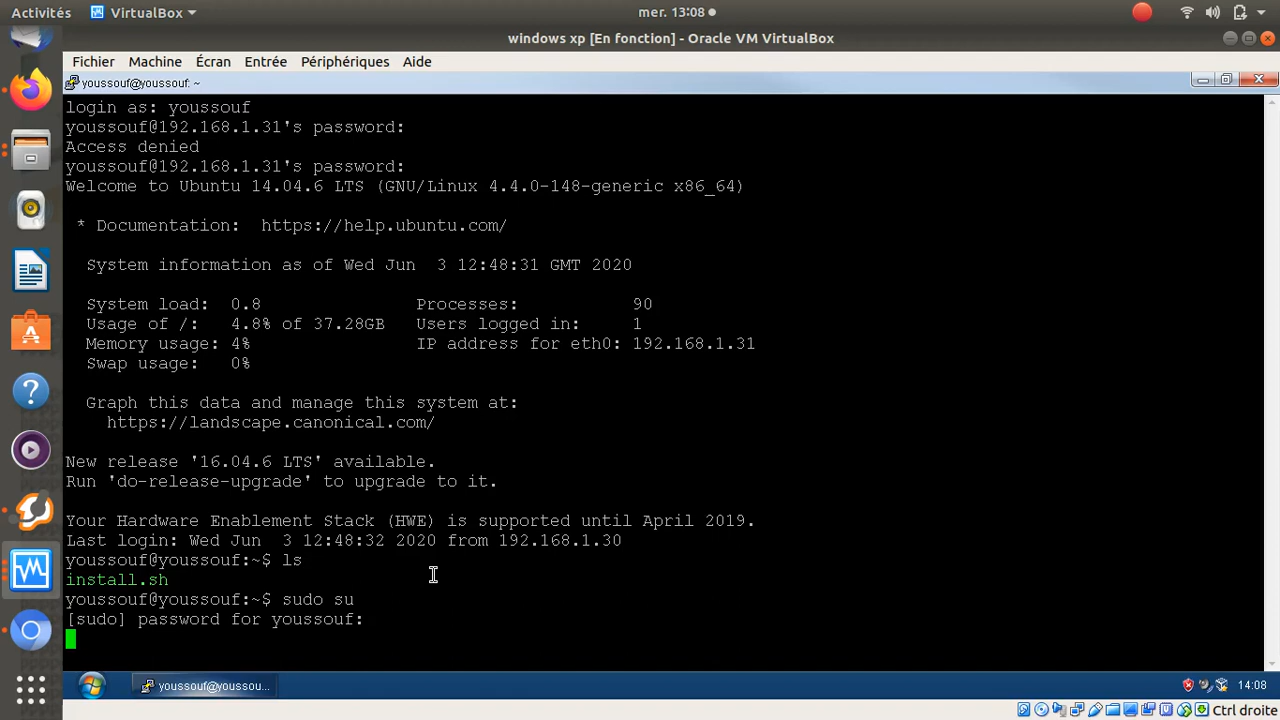 Activités VirtualBox mer. 13:08
windows xp [En fonction] - Oracle VM VirtualBox
Fichier Machine Écran Entrée Périphériques Aide
youssouf@youssouf: ~
login as: youssouf
youssouf@192.168.1.31's password:
Access denied
youssouf@192.168.1.31's password:
Welcome to Ubuntu 14.04.6 LTS (GNU/Linux 4.4.0-148-generic x86_64)
* Documentation:  https://help.ubuntu.com/
System information as of Wed Jun  3 12:48:31 GMT 2020
System load:  0.8 Processes: 90
Usage of /:  4.8% of 37.28GB Users logged in: 1
Memory usage: 4% IP address for eth0: 192.168.1.31
Swap usage:  0%
Graph this data and manage this system at:
https://landscape.canonical.com/
New release '16.04.6 LTS' available.
Run 'do-release-upgrade' to upgrade to it.
Your Hardware Enablement Stack (HWE) is supported until April 2019.
Last login: Wed Jun  3 12:48:32 2020 from 192.168.1.30
youssouf@youssouf:~$ ls
install.sh
youssouf@youssouf:~$ sudo su
[sudo] password for youssouf:
youssouf@youssou... 14:08
Ctrl droite